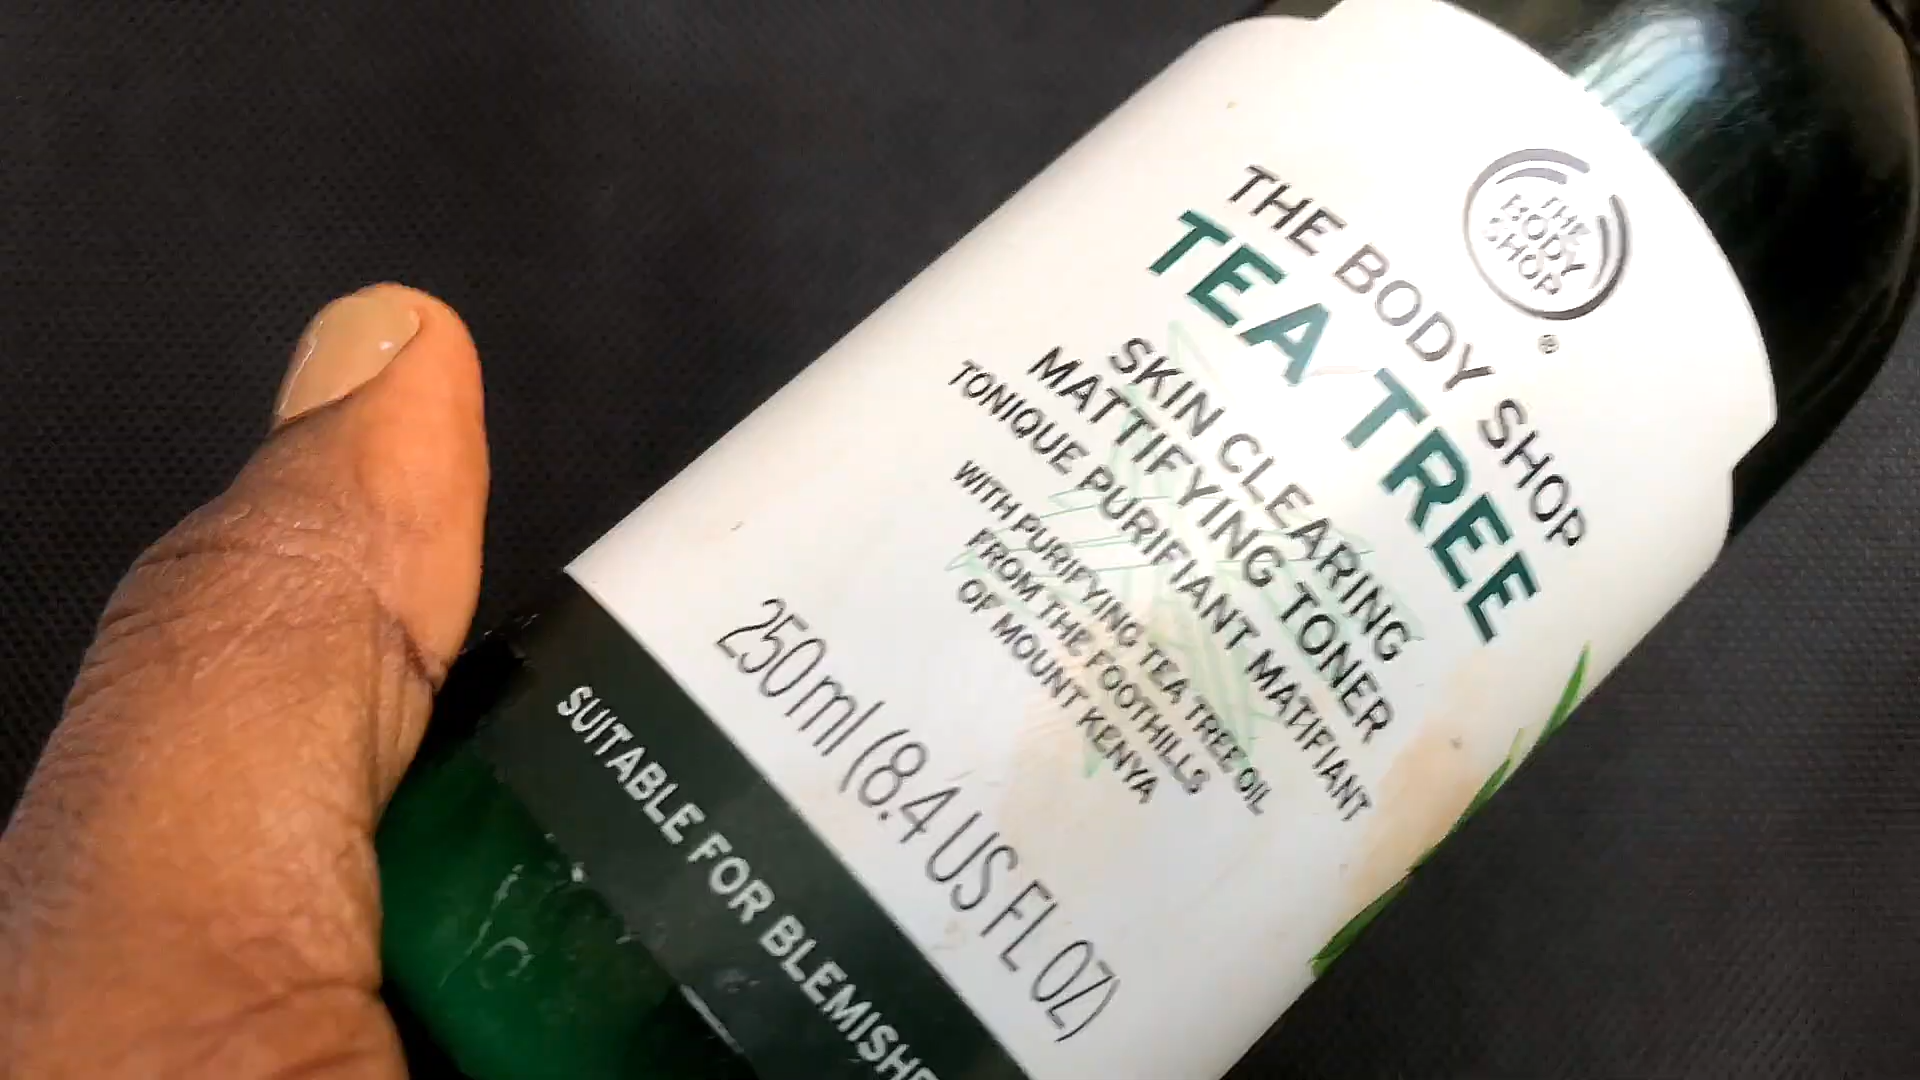 THE
BODY
SHOP
®
THE BODY SHOP
TEA TREE
SKIN CLEARING
MATTIFYING TONER
TONIQUE PURIFIANT MATIFIANT
WITH PURIFYING TEA TREE OIL
FROM THE FOOTHILLS
OF MOUNT KENYA
250ml (8.4 US FL OZ)
SUITABLE FOR